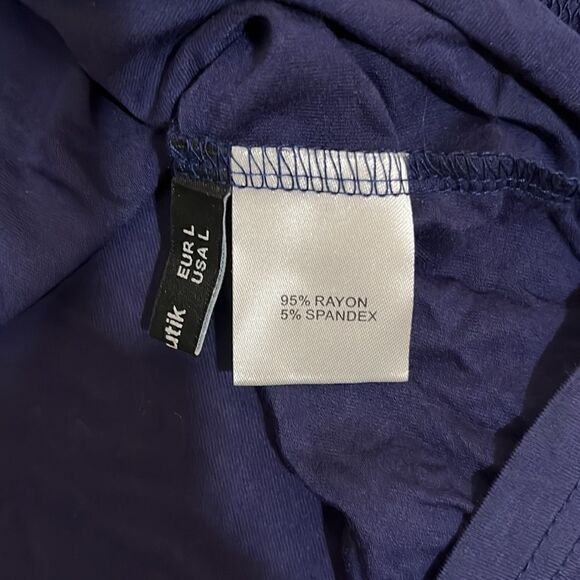 EUR L
USA L
utik
95% RAYON
5% SPANDEX